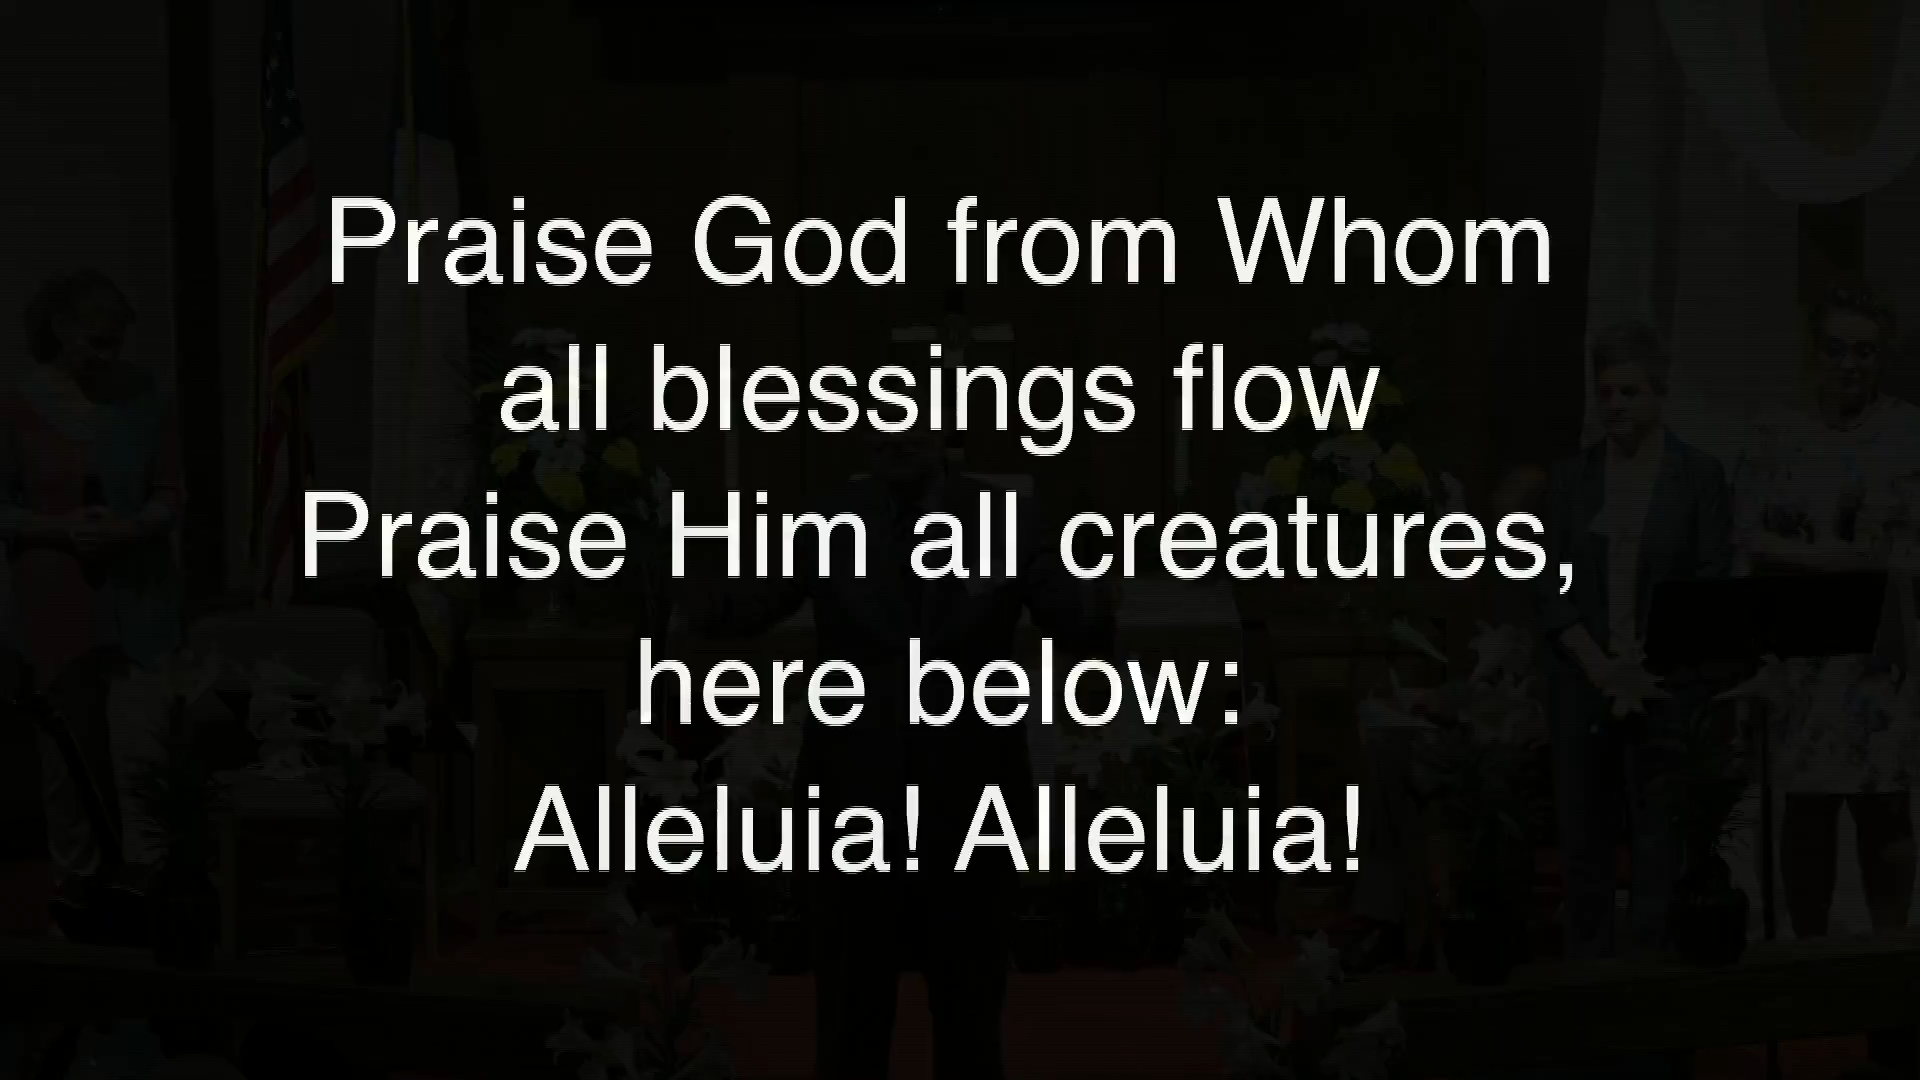 Praise God from Whom
all blessings flow
Praise Him all creatures,
here below:
Alleluia! Alleluia!